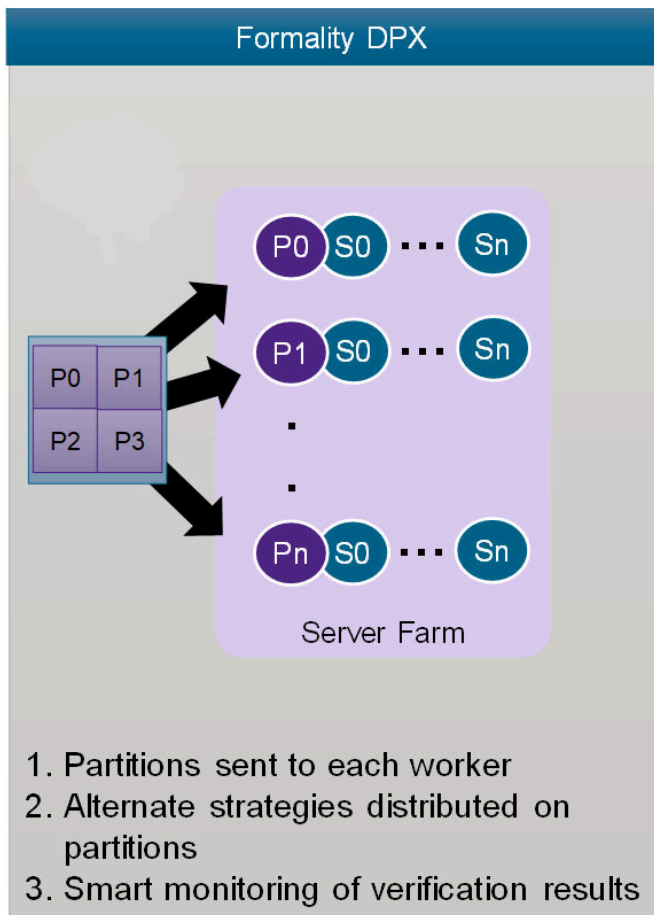 Formality DPX
P0 S0 ... Sn
P0 P1
P1 S0 ... Sn
P2 P3
.
.
Pn S0 ... Sn
Server Farm
1. Partitions sent to each worker
2. Alternate strategies distributed on
partitions
3. Smart monitoring of verification results